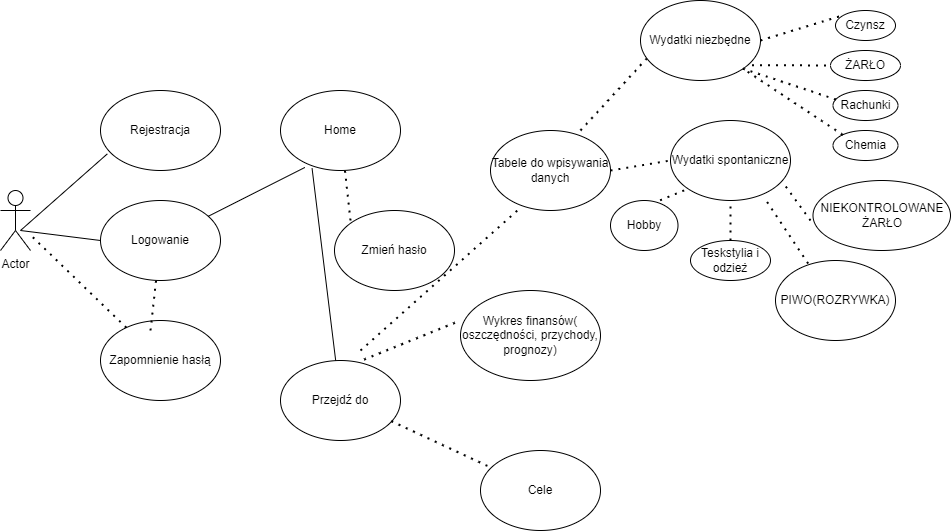 Wydatki niezbędne
Czynsz
ŻARŁO
Rachunki
Chemia
Rejestracja
Home
Tabele do wpisywania
danych
Wydatki spontaniczne
NIEKONTROLOWANE
ŻARŁO
Hobby
Teskstylia i
odzież
PIWO(ROZRYWKA)
Actor
Logowanie
Zmień hasło
Wykres finansów(
oszczędności, przychody,
prognozy)
Zapomnienie hasłą
Przejdź do
Cele